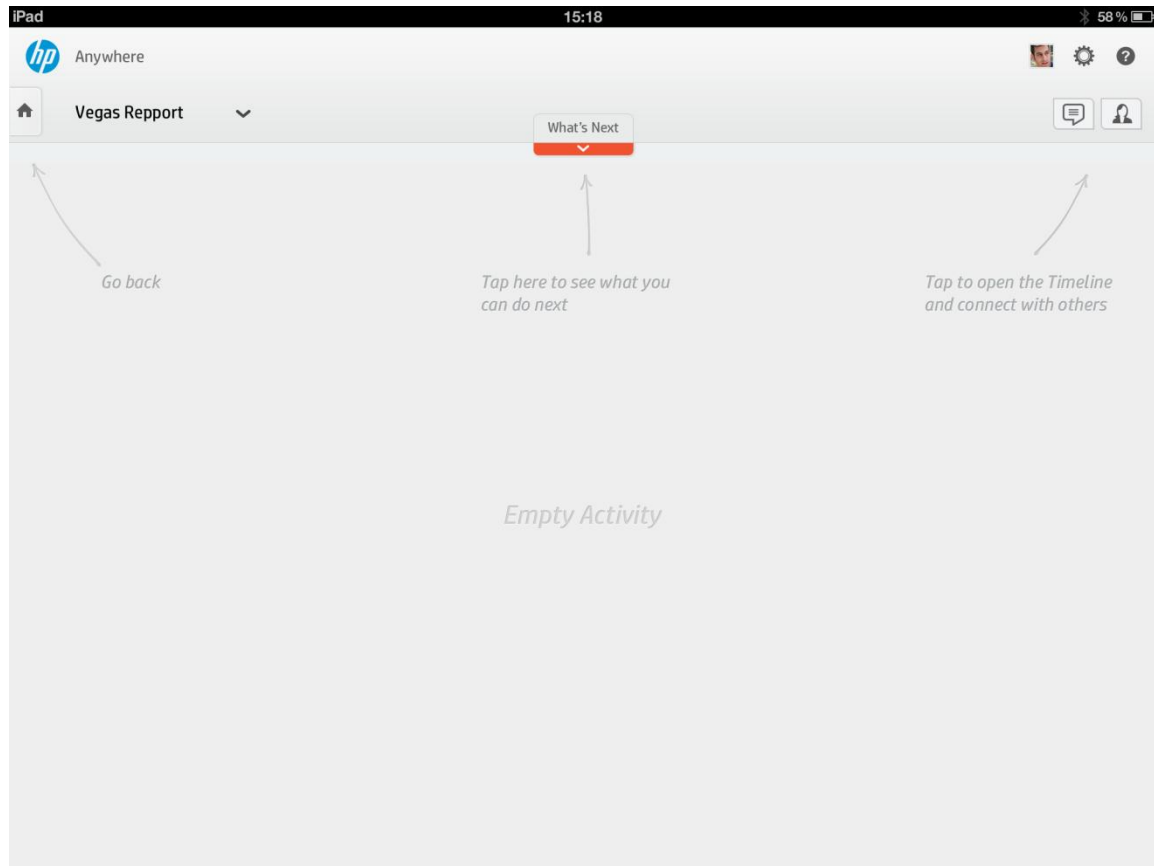 iPad 15:18 58%
hp Anywhere
Vegas Repport
What's Next
Go back
Tap here to see what you
can do next
Tap to open the Timeline
and connect with others
Empty Activity